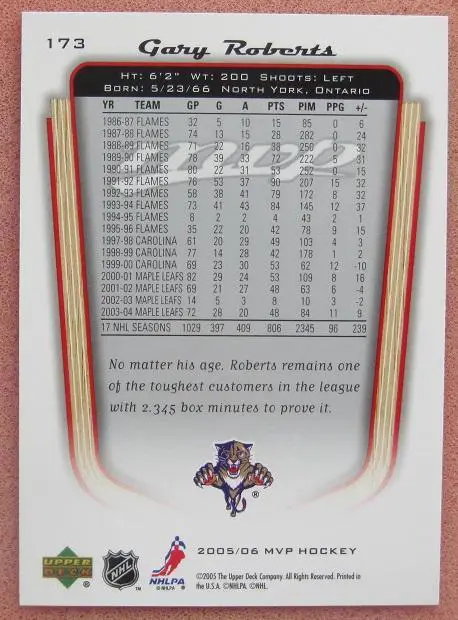 173 Gary Roberts
HT: 6'2" WT: 200 SHOOTS: LEFT
BORN: 5/23/66 NORTH YORK, ONTARIO
YR TEAM GP G A PTS PIM PPG +/-
1986-87 FLAMES 32 5 10 15 85 0 6
1987-88 FLAMES 74 13 15 28 282 0 24
1988-89 FLAMES 71 22 16 38 250 0 32
1989-90 FLAMES 78 39 33 72 222 5 31
1990-91 FLAMES 80 22 31 53 252 0 15
1991-92 FLAMES 76 53 37 90 207 15 32
1992-93 FLAMES 58 38 41 79 172 8 32
1993-94 FLAMES 73 41 43 84 145 12 37
1994-95 FLAMES 8 2 2 4 43 2 1
1995-96 FLAMES 35 22 20 42 78 9 15
1997-98 CAROLINA 61 20 29 49 103 4 3
1998-99 CAROLINA 77 14 28 42 178 1 2
1999-00 CAROLINA 69 23 30 53 62 12 -10
2000-01 MAPLE LEAFS 82 29 24 53 109 8 16
2001-02 MAPLE LEAFS 69 21 27 48 63 6 -4
2002-03 MAPLE LEAFS 14 5 3 8 10 3 -2
2003-04 MAPLE LEAFS 72 28 20 48 84 11 9
17 NHL SEASONS 1029 397 409 806 2345 96 239
mvp
No matter his age, Roberts remains one
of the toughest customers in the league
with 2,345 box minutes to prove it.
®
UPPER DECK ® NHL NHLPA 2005/06 MVP HOCKEY
©2005 The Upper Deck Company. All Rights Reserved. Printed in
the U.S.A. ©NHLPA. ©NHL.